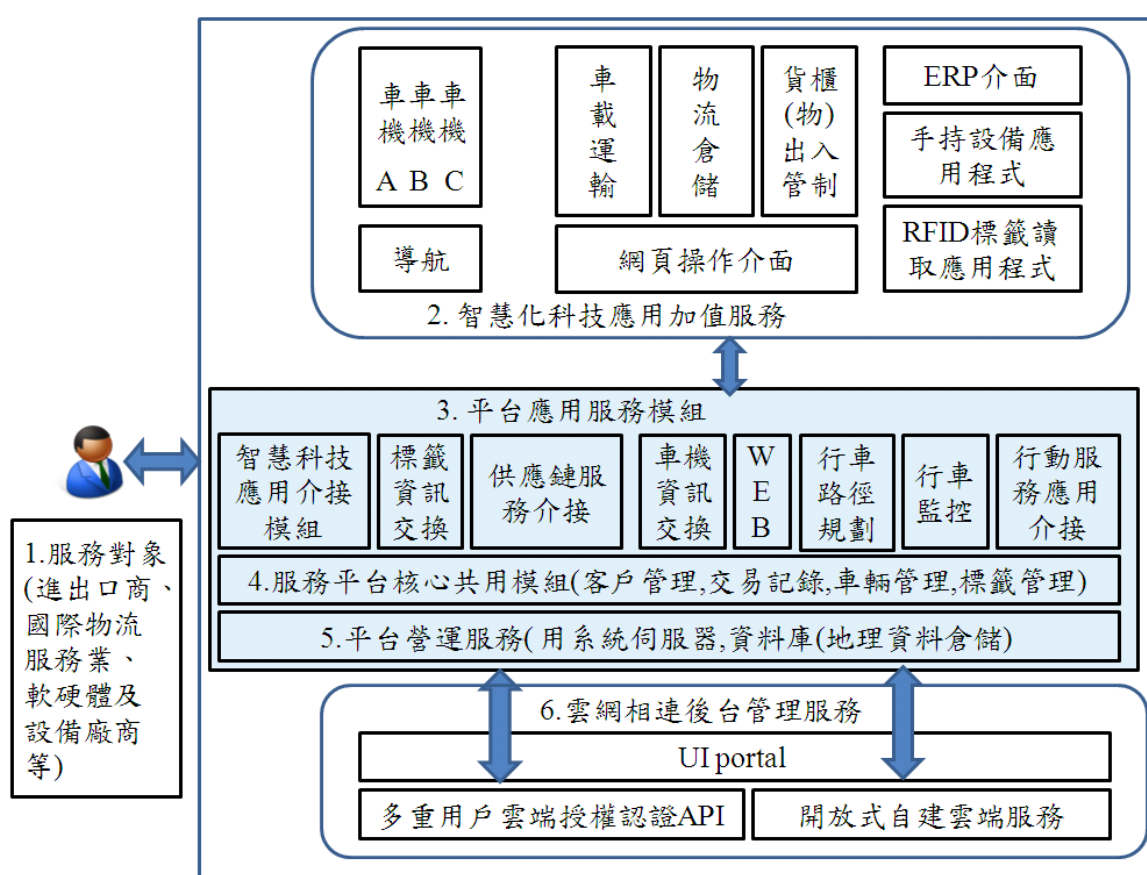 車車車
機機機
A B C
導航
車
載
運
輸
物
流
倉
儲
貨櫃
(物)
出入
管制
網頁操作介面
ERP介面
手持設備應
用程式
RFID標籤讀
取應用程式
2. 智慧化科技應用加值服務
3. 平台應用服務模組
智慧科技
應用介接
模組
標籤
資訊
交換
供應鏈服
務介接
車機
資訊
交換
W
E
B
行車
路徑
規劃
行車
監控
行動服
務應用
介接
4.服務平台核心共用模組(客戶管理,交易記錄,車輛管理,標籤管理)
5.平台營運服務(用系統伺服器,資料庫(地理資料倉儲)
1.服務對象
(進出口商、
國際物流
服務業、
軟硬體及
設備廠商
等)
6.雲網相連後台管理服務
UI portal
多重用戶雲端授權認證API
開放式自建雲端服務